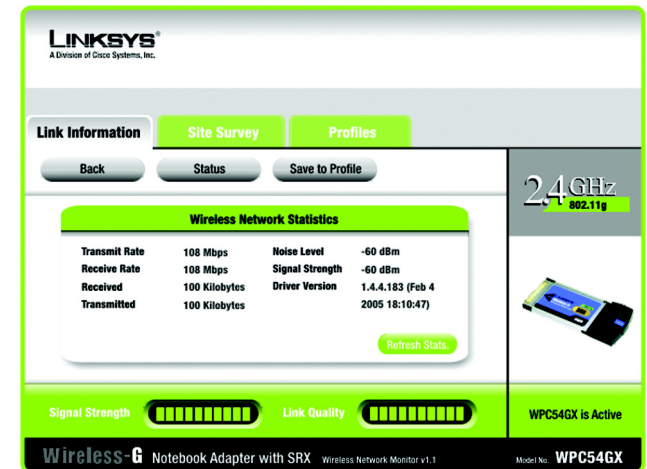 LINKSYS®
A Division of Cisco Systems, Inc.
Link Information Site Survey Profiles
Back Status Save to Profile
2.4GHz
802.11g
Wireless Network Statistics
Transmit Rate 108 Mbps Noise Level -60 dBm
Receive Rate 108 Mbps Signal Strength -60 dBm
Received 100 Kilobytes Driver Version 1.4.4.183 (Feb 4
Transmitted 100 Kilobytes 2005 18:10:47)
LINKSYS
Refresh Stats.
Signal Strength Link Quality WPC54GX is Active
Wireless-G Notebook Adapter with SRX Wireless Network Monitor v1.1 Model No. WPC54GX